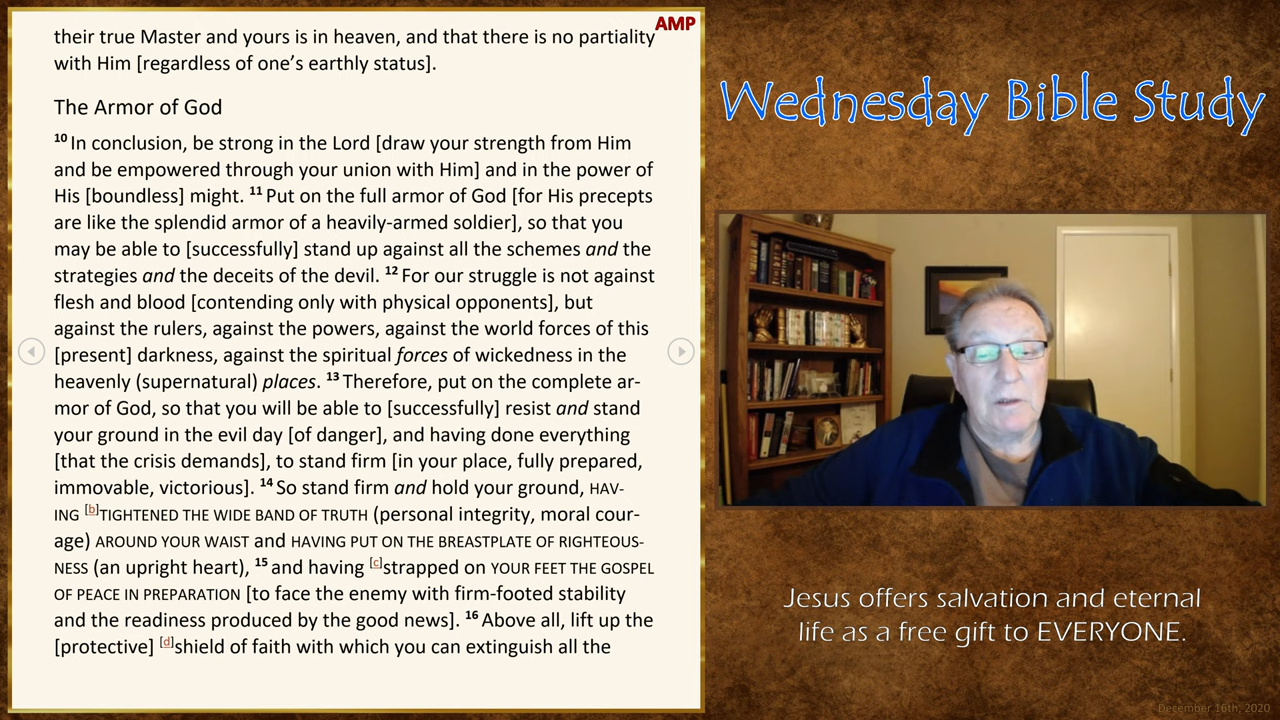 AMP
their true Master and yours is in heaven, and that there is no partiality
with Him [regardless of one’s earthly status].
The Armor of God
10 In conclusion, be strong in the Lord [draw your strength from Him
and be empowered through your union with Him] and in the power of
His [boundless] might. 11 Put on the full armor of God [for His precepts
are like the splendid armor of a heavily-armed soldier], so that you
may be able to [successfully] stand up against all the schemes and the
strategies and the deceits of the devil. 12 For our struggle is not against
flesh and blood [contending only with physical opponents], but
against the rulers, against the powers, against the world forces of this
[present] darkness, against the spiritual forces of wickedness in the
heavenly (supernatural) places. 13 Therefore, put on the complete ar-
mor of God, so that you will be able to [successfully] resist and stand
your ground in the evil day [of danger], and having done everything
[that the crisis demands], to stand firm [in your place, fully prepared,
immovable, victorious]. 14 So stand firm and hold your ground, HAV-
ING [b]TIGHTENED THE WIDE BAND OF TRUTH (personal integrity, moral cour-
age) AROUND YOUR WAIST and HAVING PUT ON THE BREASTPLATE OF RIGHTEOUS-
NESS (an upright heart), 15 and having [c]strapped on YOUR FEET THE GOSPEL
OF PEACE IN PREPARATION [to face the enemy with firm-footed stability
and the readiness produced by the good news]. 16 Above all, lift up the
[protective] [d]shield of faith with which you can extinguish all the
Wednesday Bible Study
Jesus offers salvation and eternal
life as a free gift to EVERYONE.
December 16th, 2020